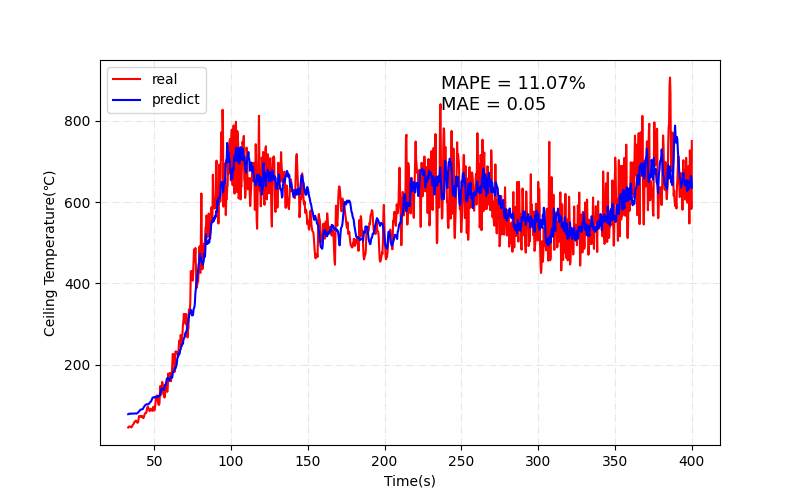 real
predict
MAPE = 11.07%
MAE = 0.05
800
600
400
200
Ceiling Temperature(℃)
50
100
150
200
250
300
350
400
Time(s)